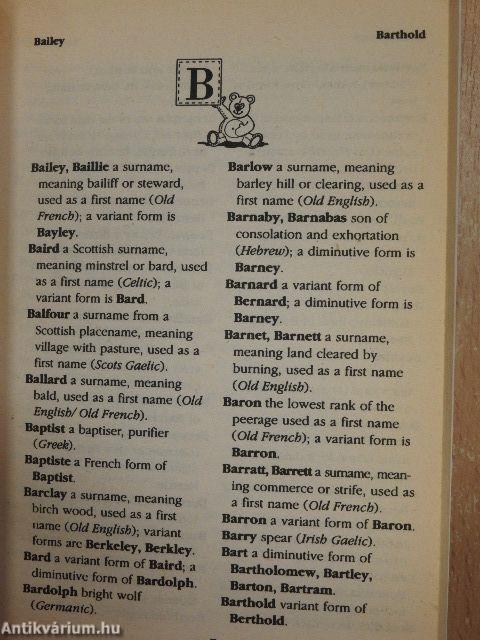 Bailey
Barthold
B
Bailey, Baillie a surname,
meaning bailiff or steward,
used as a first name (Old
French); a variant form is
Bayley.
Baird a Scottish surname,
meaning minstrel or bard, used
as a first name (Celtic); a
variant form is Bard.
Balfour a surname from a
Scottish placename, meaning
village with pasture, used as a
first name (Scots Gaelic).
Ballard a surname, meaning
bald, used as a first name (Old
English/ Old French).
Baptist a baptiser, purifier
(Greek).
Baptiste a French form of
Baptist.
Barclay a surname, meaning
birch wood, used as a first
name (Old English); variant
forms are Berkeley, Berkley.
Bard a variant form of Baird; a
diminutive form of Bardolph.
Bardolph bright wolf
(Germanic).
Barlow a surname, meaning
barley hill or clearing, used as a
first name (Old English).
Barnaby, Barnabas son of
consolation and exhortation
(Hebrew); a diminutive form is
Barney.
Barnard a variant form of
Bernard; a diminutive form is
Barney.
Barnet, Barnett a surname,
meaning land cleared by
burning, used as a first name
(Old English).
Baron the lowest rank of the
peerage used as a first name
(Old French); a variant form is
Barron.
Barratt, Barrett a surname, mean-
ing commerce or strife, used as
a first name (Old French).
Barron a variant form of Baron.
Barry spear (Irish Gaelic).
Bart a diminutive form of
Bartholomew, Bartley,
Barton, Bartram.
Barthold variant form of
Berthold.
Antikvárium.hu